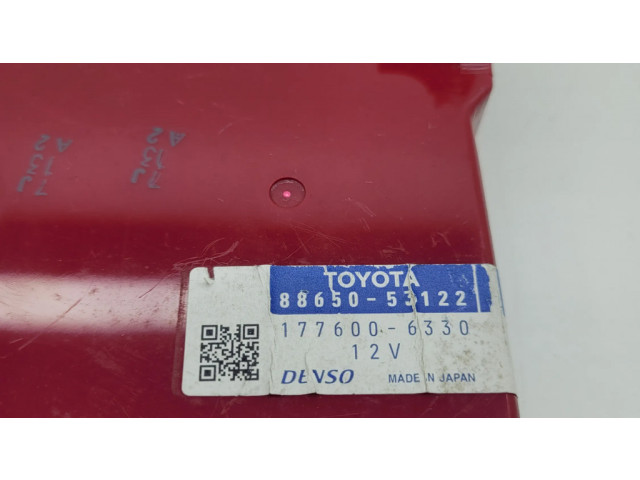 TOYOTA
88650-53122
177600-6330
12V
DENSO MADE IN JAPAN